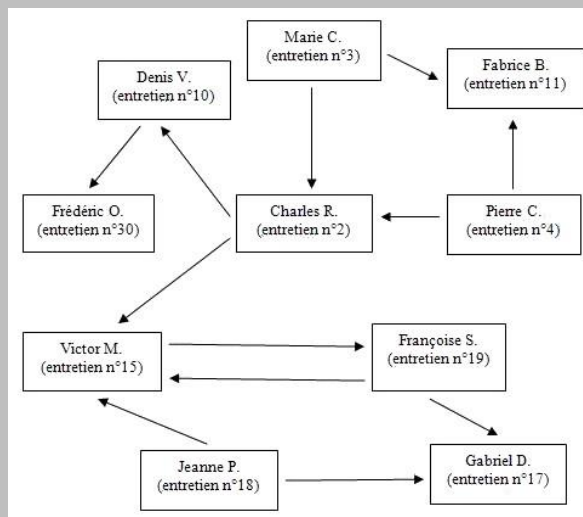 Marie C.
(entretien n°3)
Fabrice B.
(entretien n°11)
Denis V.
(entretien n°10)
Frédéric O.
(entretien n°30)
Charles R.
(entretien n°2)
Pierre C.
(entretien n°4)
Victor M.
(entretien n°15)
Françoise S.
(entretien n°19)
Jeanne P.
(entretien n°18)
Gabriel D.
(entretien n°17)